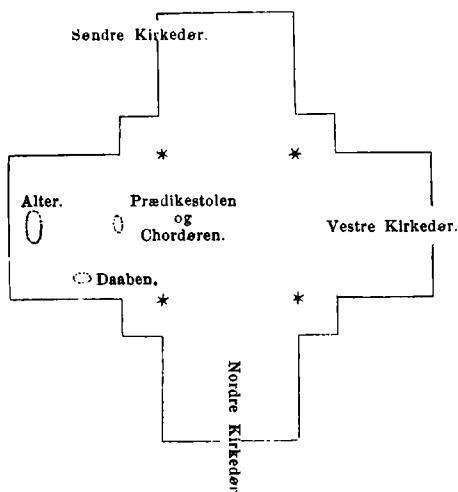 Søndre Kirkedør.
Alter.
Prædikestolen
og
Chordøren.
Vestre Kirkedør.
Daaben.
Nordre Kirkedør